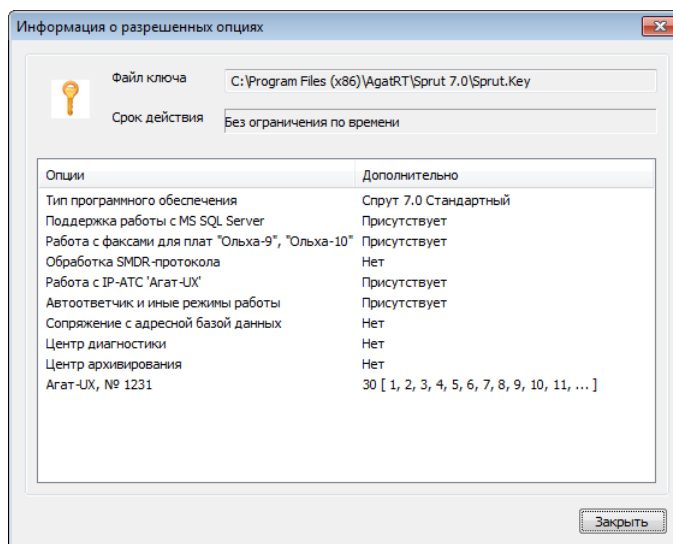 Информация о разрешенных опциях
Файл ключа C:\Program Files (x86)\AgatRT\Sprut 7.0\Sprut.Key
Срок действия Без ограничения по времени
Опции Дополнительно
Тип программного обеспечения Спрут 7.0 Стандартный
Поддержка работы с MS SQL Server Присутствует
Работа с факсами для плат "Ольха-9", "Ольха-10" Присутствует
Обработка SMDR-протокола Нет
Работа с IP-АТС 'Агат-UX' Присутствует
Автоответчик и иные режимы работы Присутствует
Сопряжение с адресной базой данных Нет
Центр диагностики Нет
Центр архивирования Нет
Агат-UX, № 1231 30 [ 1, 2, 3, 4, 5, 6, 7, 8, 9, 10, 11, ... ]
Закрыть